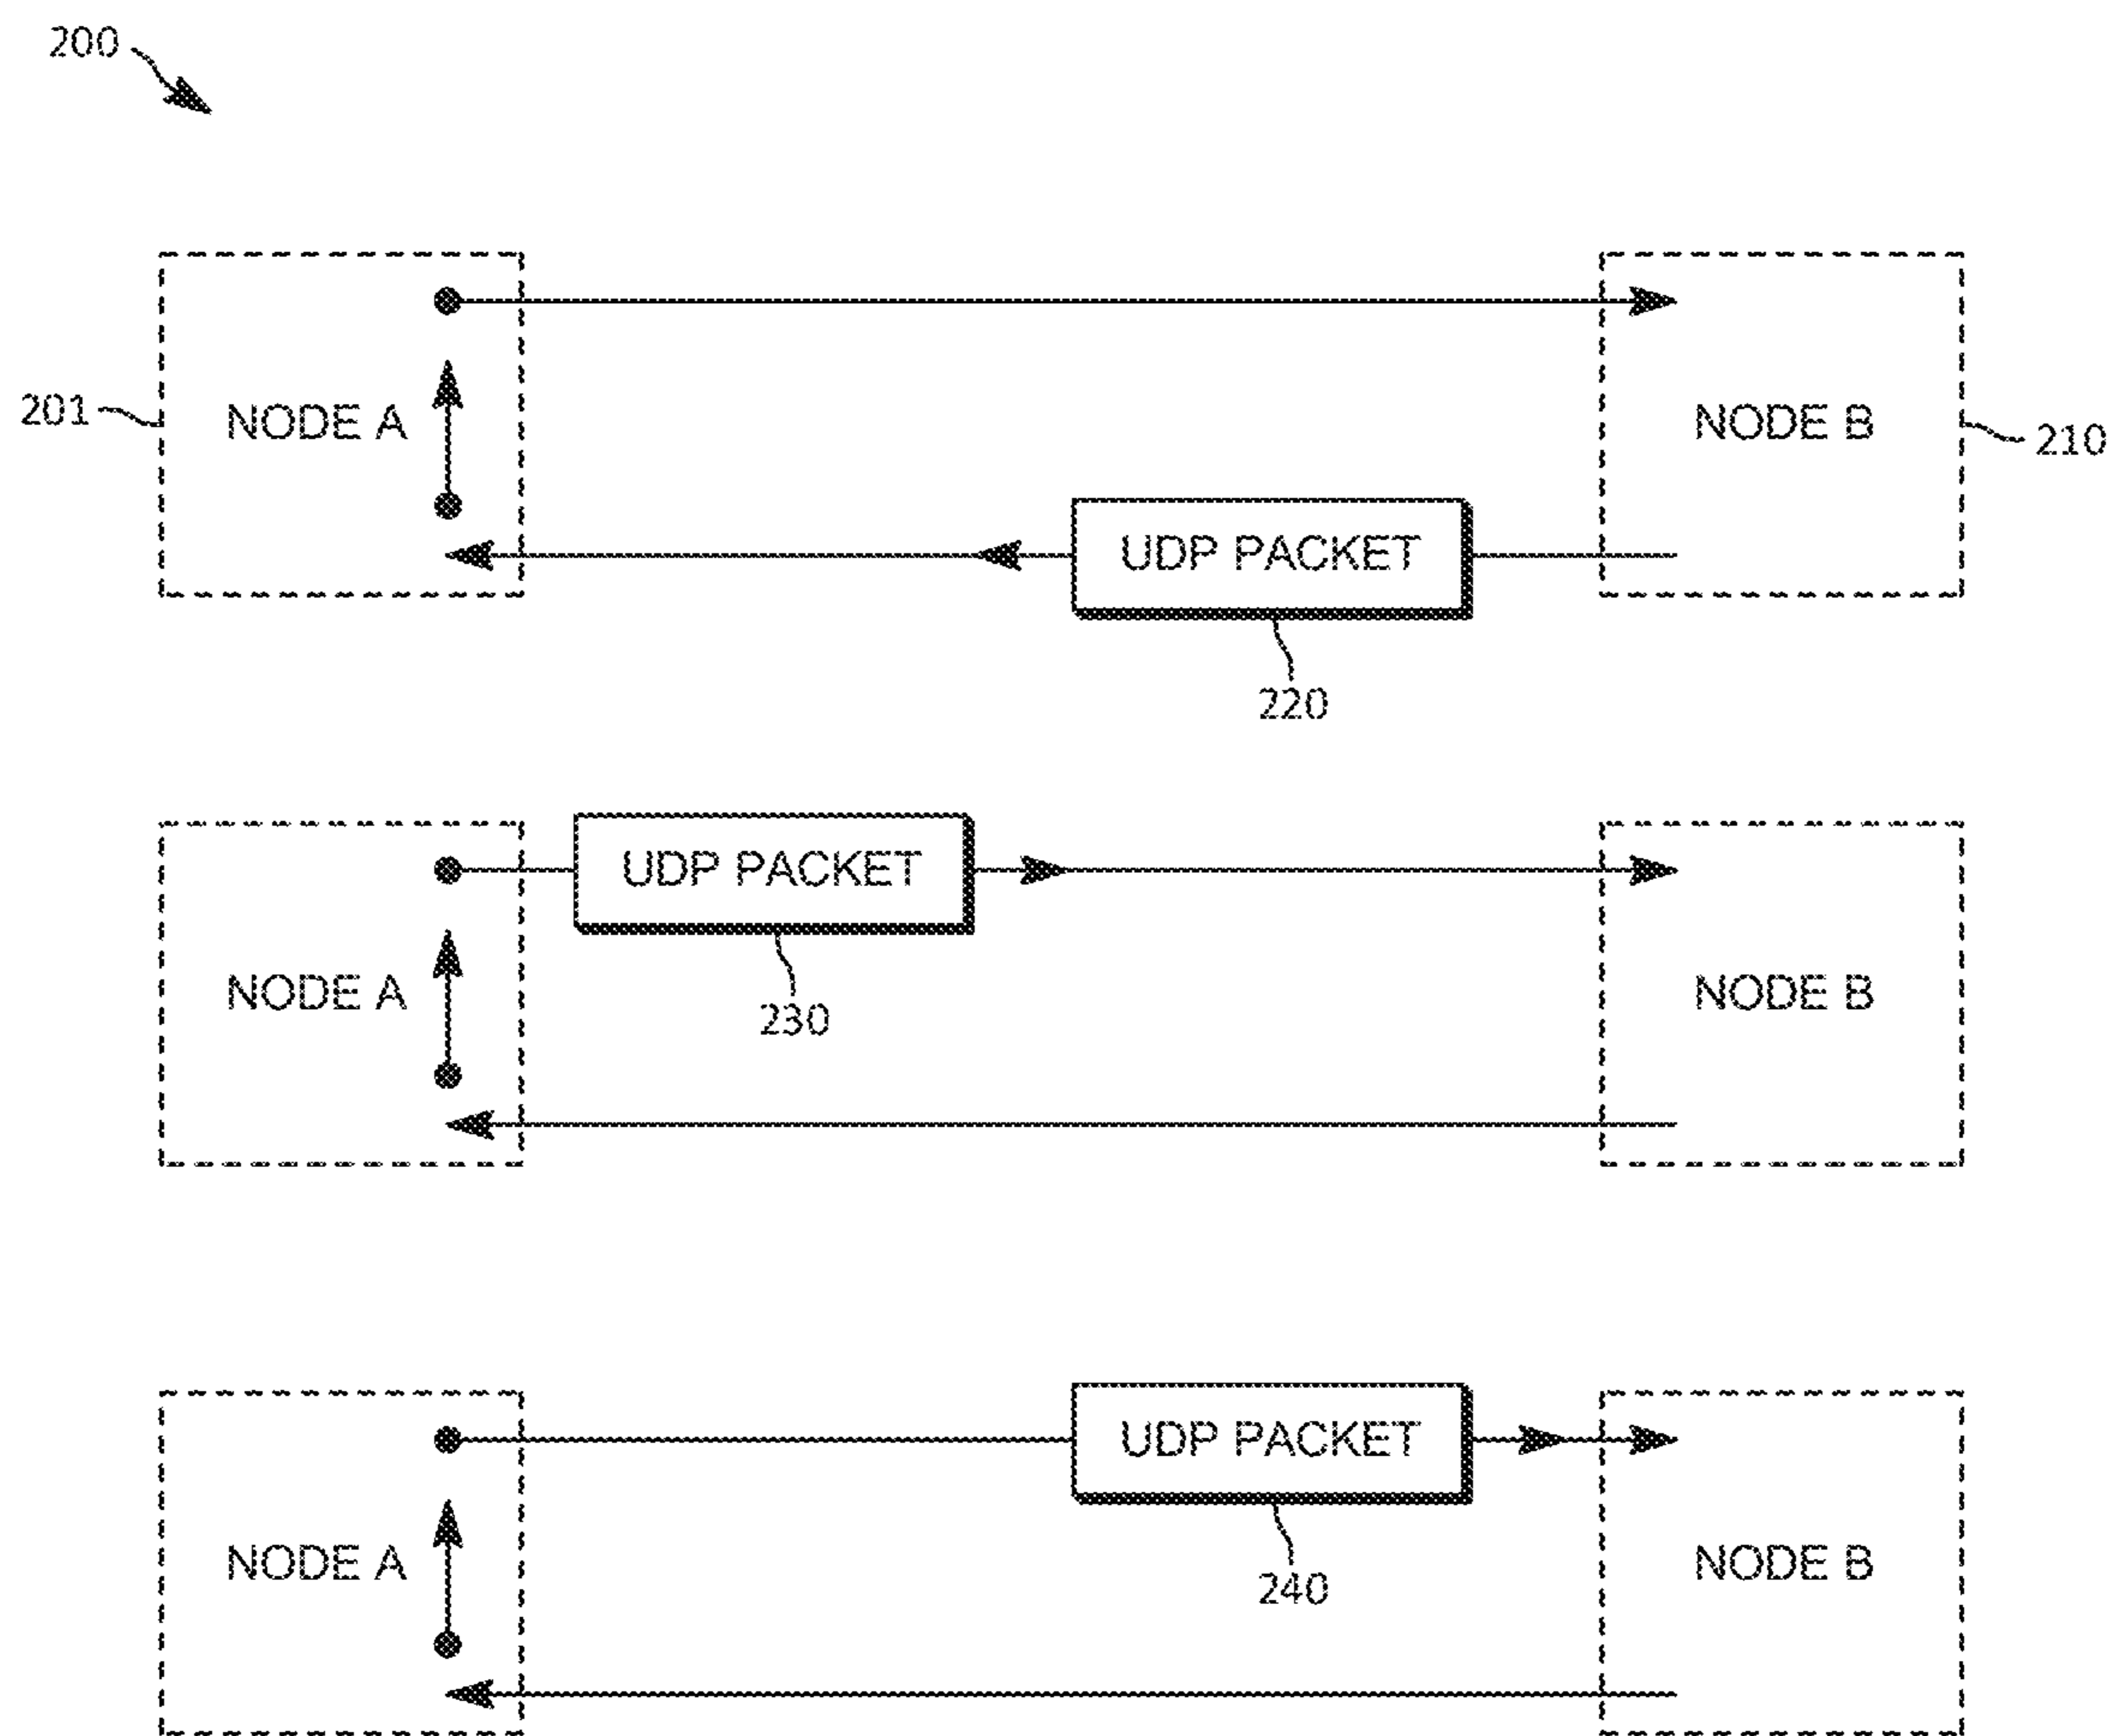 200
201
NODE A
NODE B
210
UDP PACKET
220
UDP PACKET
230
NODE A
NODE B
UDP PACKET
240
NODE A
NODE B